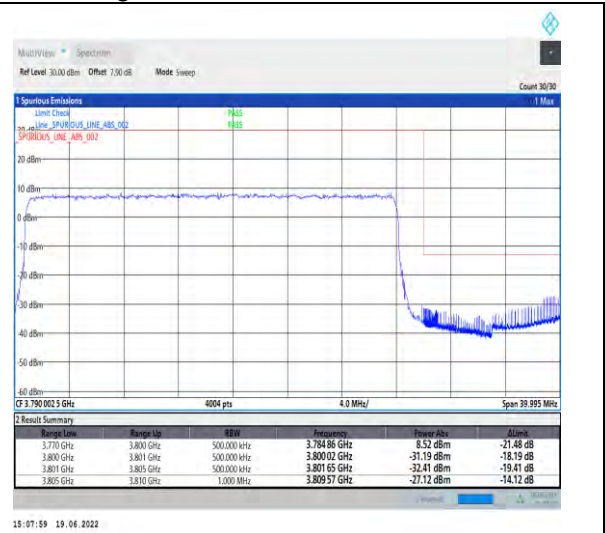 MultiView Spectrum
Ref Level 30.00 dBm Offset 7.90 dB Mode Sweep
Count 30/30
1 Spurious Emissions 1 Max
Limit Check PASS
Line _SPURIOUS_LINE_ABS_002 PASS
_SPURIOUS_LINE_ABS_002
20 dBm
10 dBm
0 dBm
-10 dBm
-20 dBm
-30 dBm
-40 dBm
-50 dBm
-60 dBm
CF 3.790 002 5 GHz 4004 pts 4.0 MHz/ Span 39.995 MHz
2 Result Summary
Range Low Range Up RBW Frequency Power Abs ΔLimit
3.770 GHz 3.800 GHz 500.000 kHz 3.784 86 GHz 8.52 dBm -21.48 dB
3.800 GHz 3.801 GHz 500.000 kHz 3.800 02 GHz -31.19 dBm -18.19 dB
3.801 GHz 3.805 GHz 500.000 kHz 3.801 65 GHz -32.41 dBm -19.41 dB
3.805 GHz 3.810 GHz 1.000 MHz 3.809 57 GHz -27.12 dBm -14.12 dB
15:07:59 19.06.2022